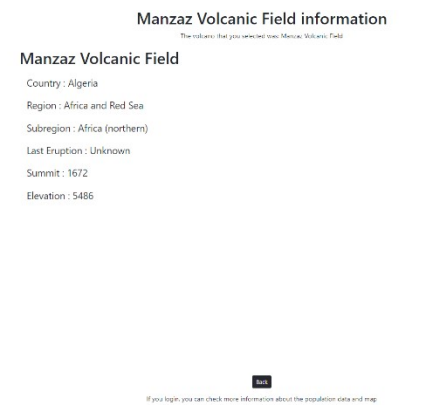 Manzaz Volcanic Field information
The volcano that you selected was: Manzaz Volcanic Field
Manzaz Volcanic Field
Country : Algeria
Region : Africa and Red Sea
Subregion : Africa (northern)
Last Eruption : Unknown
Summit : 1672
Elevation : 5486
Back
If you login, you can check more information about the population data and map